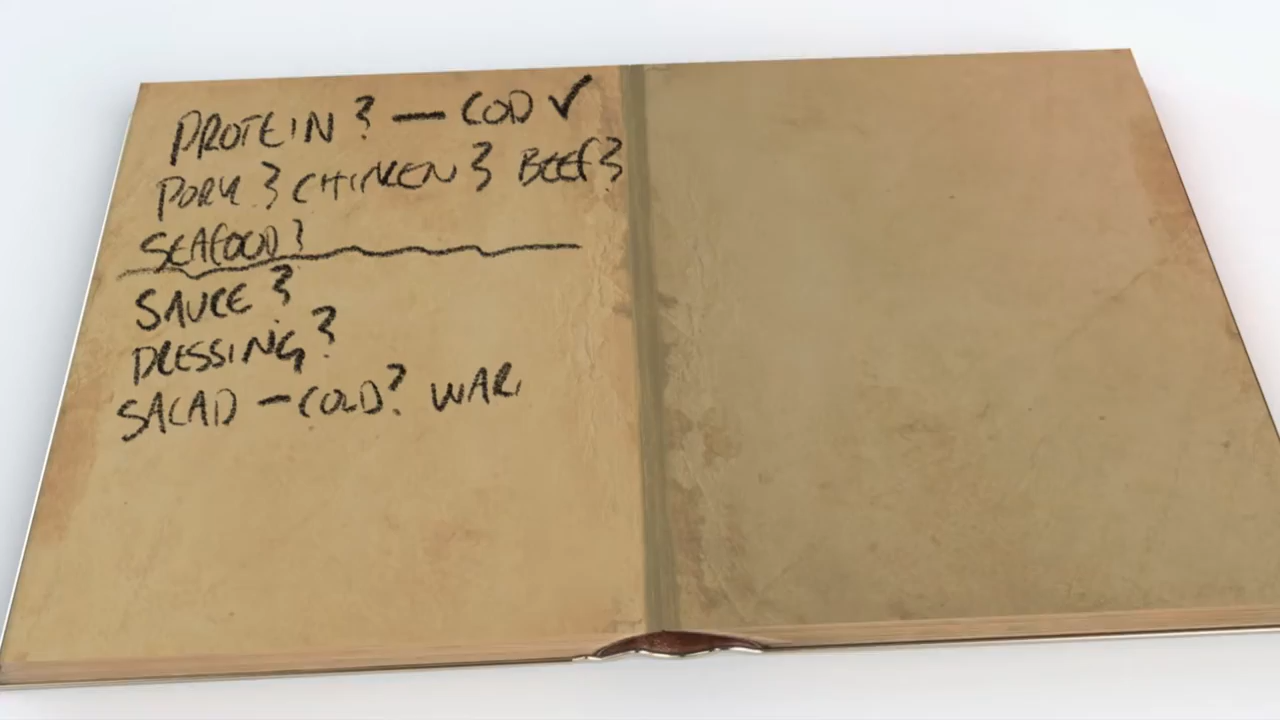 PROTEIN? — COD ✓
PORK? CHICKEN? BEEF?
SEAFOOD?
SAUCE?
DRESSING?
SALAD - COLD? WAR